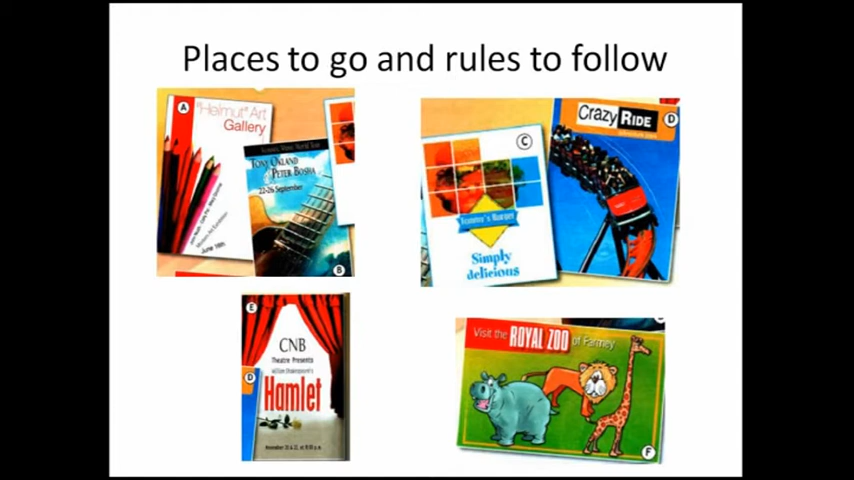 Places to go and rules to follow
A
"Helmut" Art
Gallery
June 16th
TONY OXLAND
PETER BOSHA
22-26 September
B
C
Simply
delicious
Crazy RIDE
D
E
CNB
Theatre Presents
William Shakespeare's
Hamlet
D
Visit the ROYAL ZOO of Farmey
F